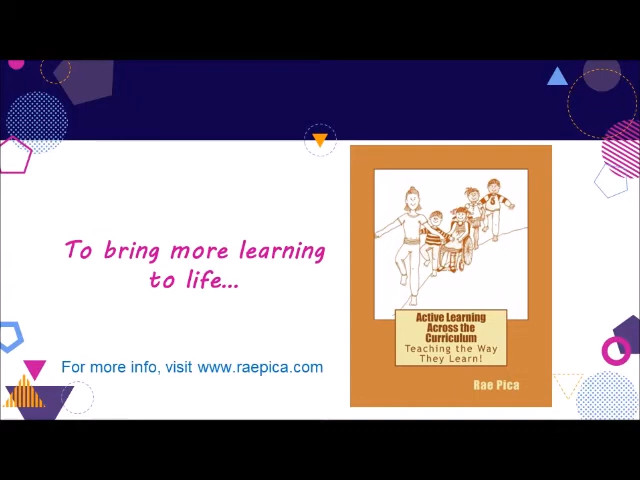 To bring more learning
to life...
For more info, visit www.raepica.com
Active Learning
Across the
Curriculum
Teaching the Way
They Learn!
Rae Pica